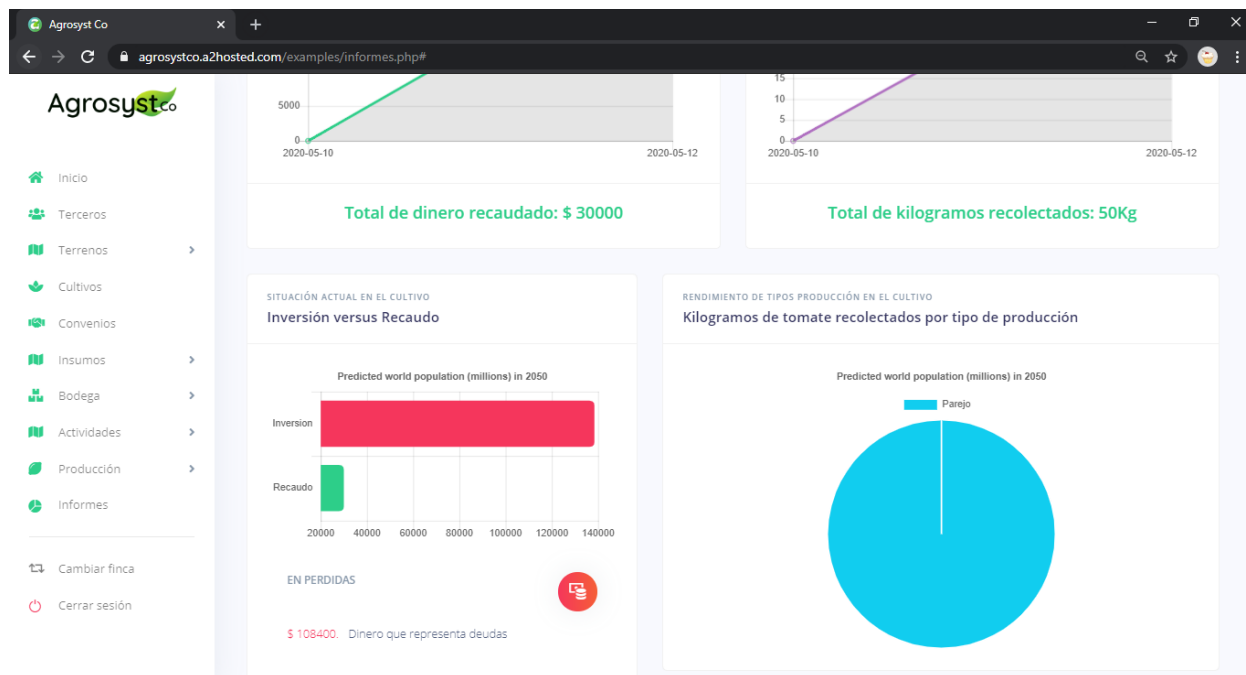 Agrosyst Co
agrosystco.a2hosted.com/examples/informes.php#
Agrosystco
Inicio
Terceros
Terrenos
Cultivos
Convenios
Insumos
Bodega
Actividades
Producción
Informes
Cambiar finca
Cerrar sesión
5000
0
2020-05-10 2020-05-12
Total de dinero recaudado: $ 30000
15
10
5
0
2020-05-10 2020-05-12
Total de kilogramos recolectados: 50Kg
SITUACIÓN ACTUAL EN EL CULTIVO
Inversión versus Recaudo
Predicted world population (millions) in 2050
Inversion
Recaudo
20000 40000 60000 80000 100000 120000 140000
EN PERDIDAS
$ 108400. Dinero que representa deudas
RENDIMIENTO DE TIPOS PRODUCCIÓN EN EL CULTIVO
Kilogramos de tomate recolectados por tipo de producción
Predicted world population (millions) in 2050
Parejo